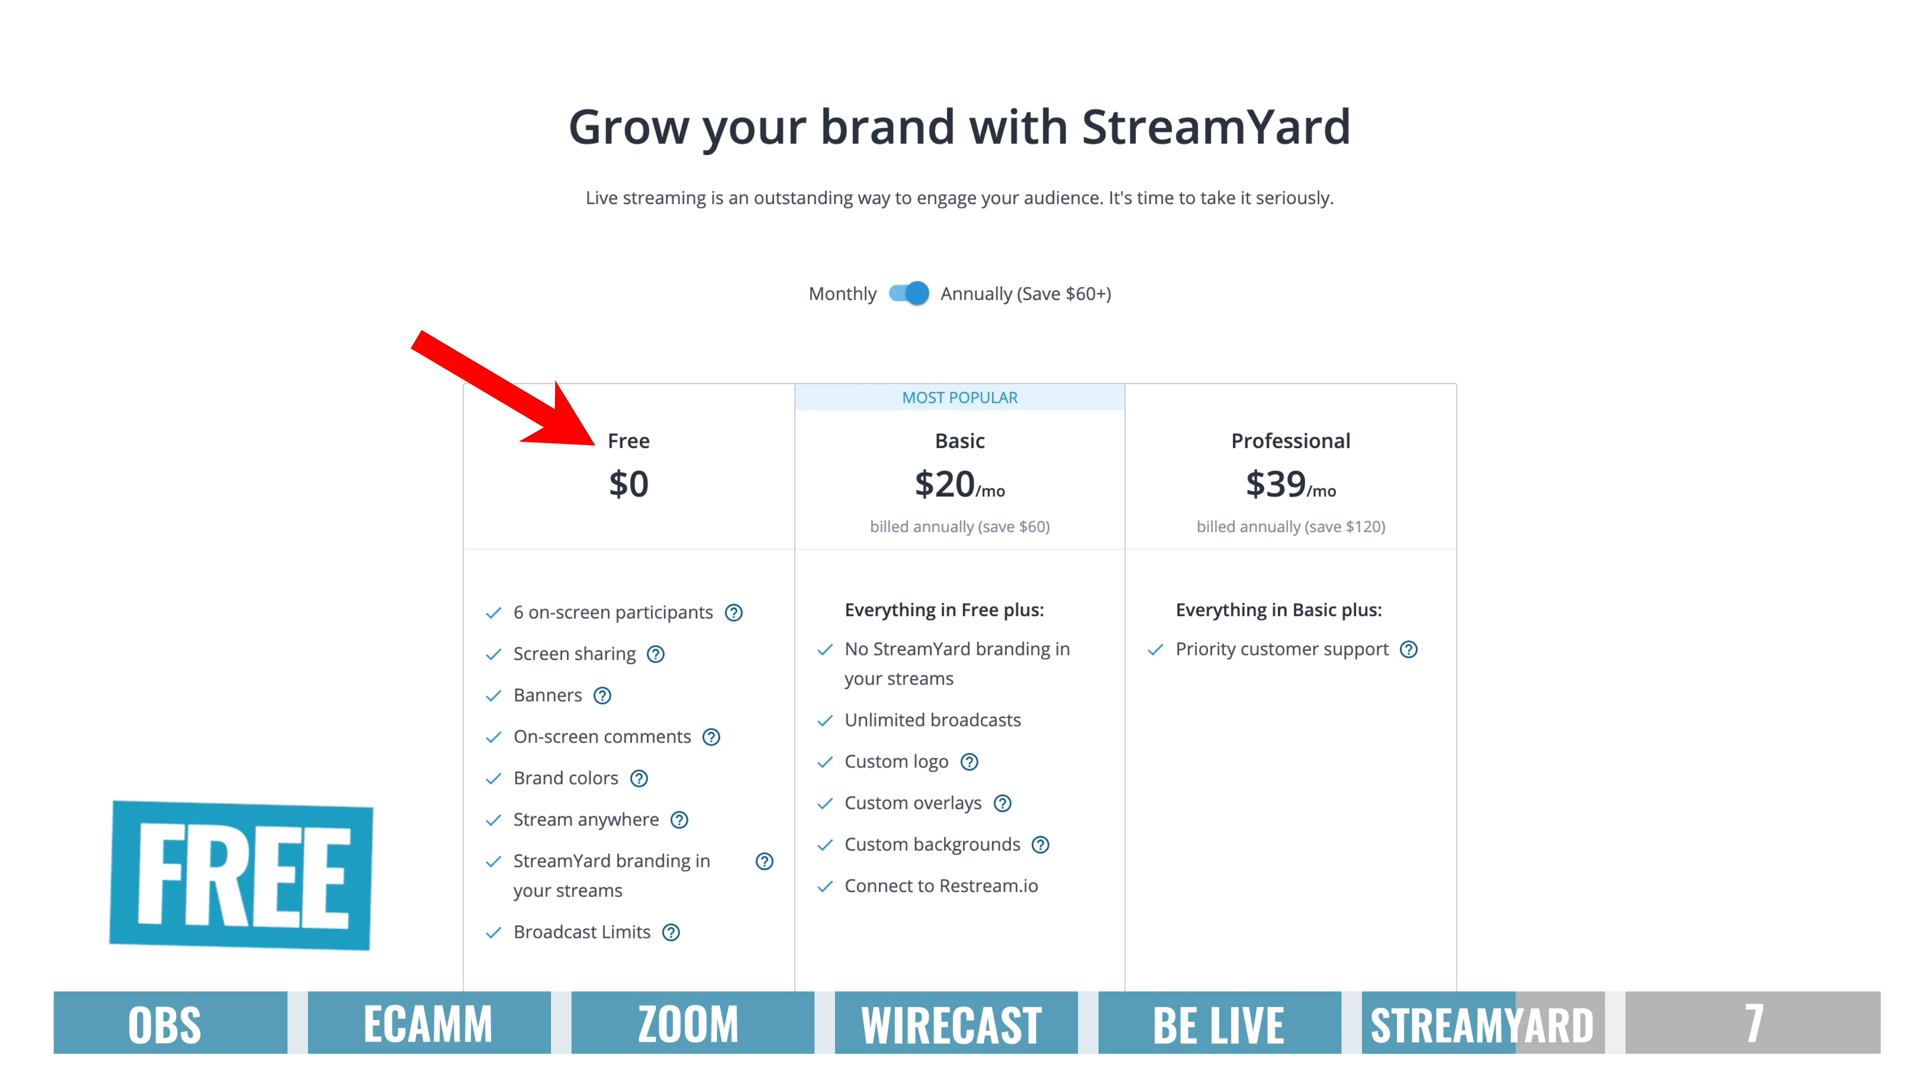 Grow your brand with StreamYard
Live streaming is an outstanding way to engage your audience. It's time to take it seriously.
Monthly Annually (Save $60+)
Free
$0
6 on-screen participants ?
Screen sharing ?
Banners ?
On-screen comments ?
Brand colors ?
Stream anywhere ?
StreamYard branding in ?
your streams
Broadcast Limits ?
MOST POPULAR
Basic
$20/mo
billed annually (save $60)
Everything in Free plus:
No StreamYard branding in
your streams
Unlimited broadcasts
Custom logo ?
Custom overlays ?
Custom backgrounds ?
Connect to Restream.io
Professional
$39/mo
billed annually (save $120)
Everything in Basic plus:
Priority customer support ?
FREE
OBS ECAMM ZOOM WIRECAST BE LIVE STREAMYARD 7